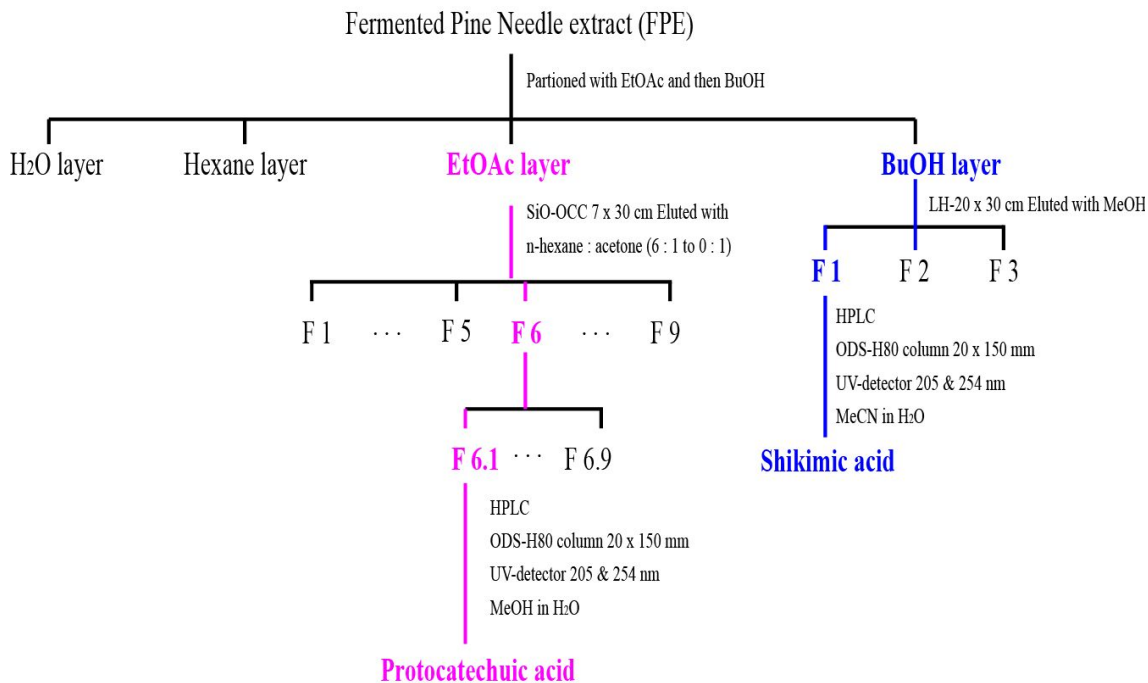 Fermented Pine Needle extract (FPE)
Partioned with EtOAc and then BuOH
H2O layer
Hexane layer
EtOAc layer
BuOH layer
SiO-OCC 7 x 30 cm Eluted with
n-hexane : acetone (6 : 1 to 0 : 1)
LH-20 x 30 cm Eluted with MeOH
F 1
F 2
F 3
F 1 · · · F 5 F 6 · · · F 9
HPLC
ODS-H80 column 20 x 150 mm
UV-detector 205 & 254 nm
MeCN in H2O
Shikimic acid
F 6.1 · · · F 6.9
HPLC
ODS-H80 column 20 x 150 mm
UV-detector 205 & 254 nm
MeOH in H2O
Protocatechuic acid